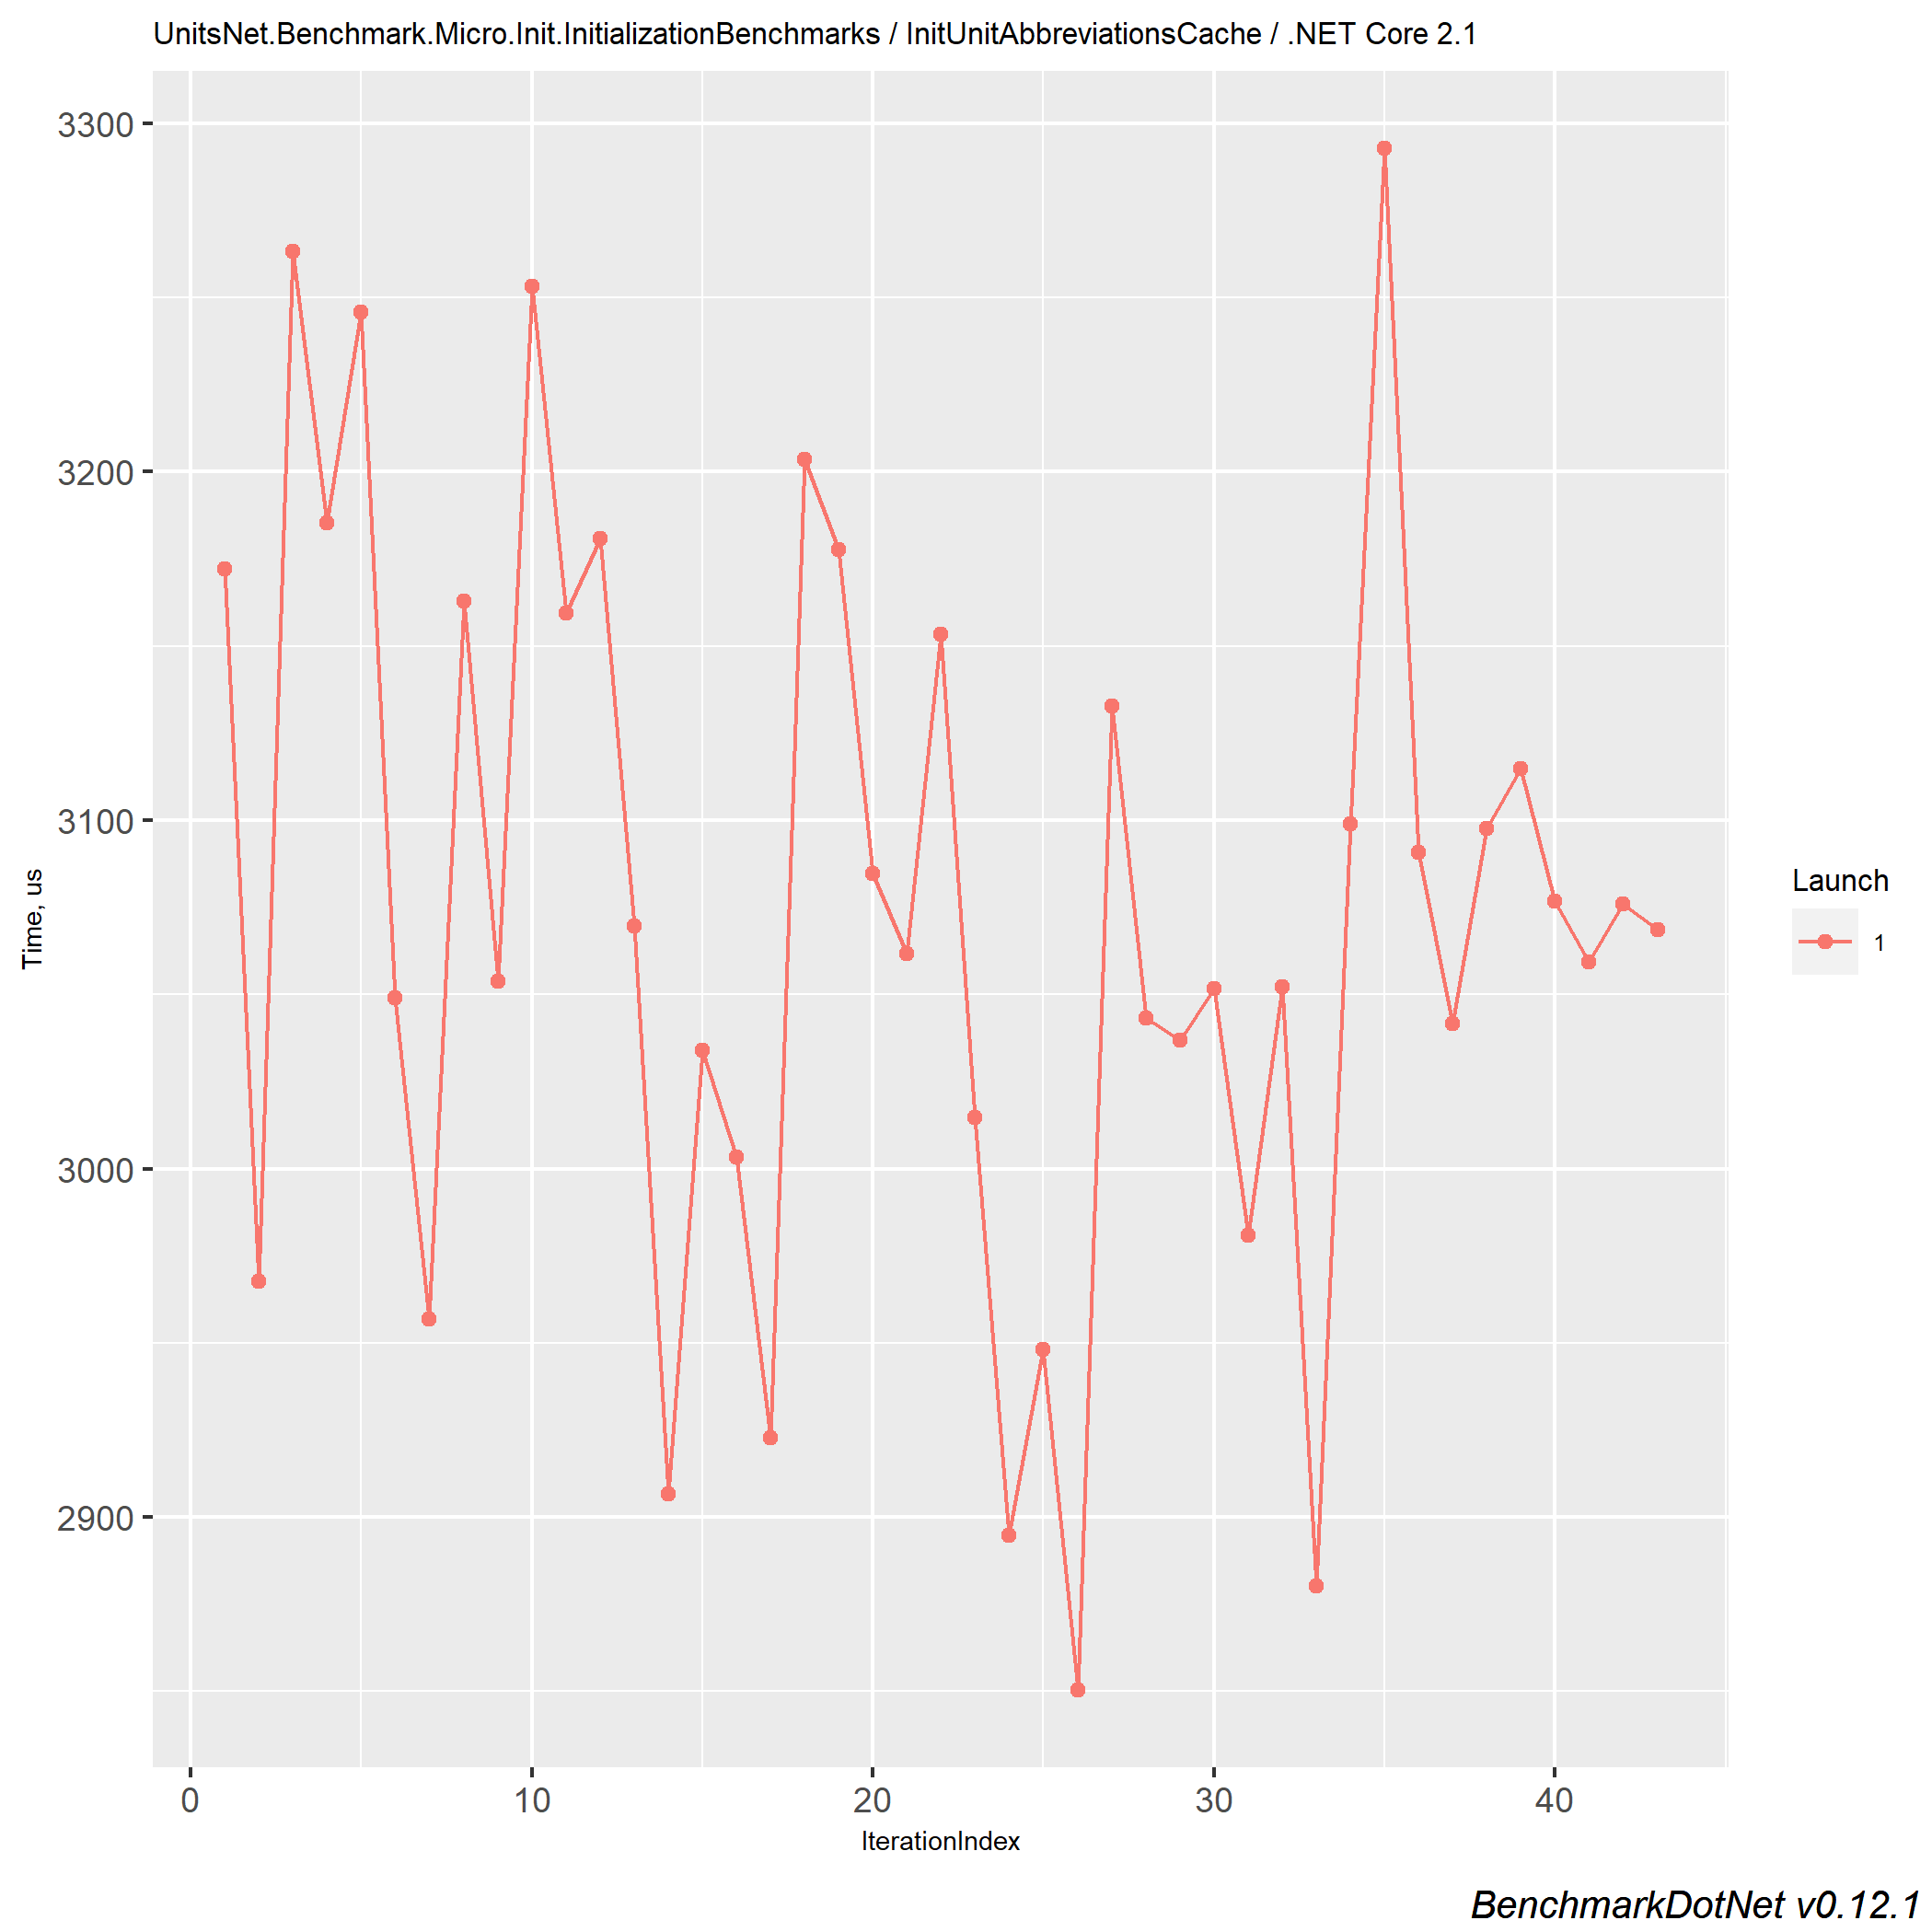 UnitsNet.Benchmark.Micro.Init.InitializationBenchmarks / InitUnitAbbreviationsCache / .NET Core 2.1
3300
3200
3100
3000
2900
Time, us
0 10 20 30 40
IterationIndex
Launch
1
BenchmarkDotNet v0.12.1